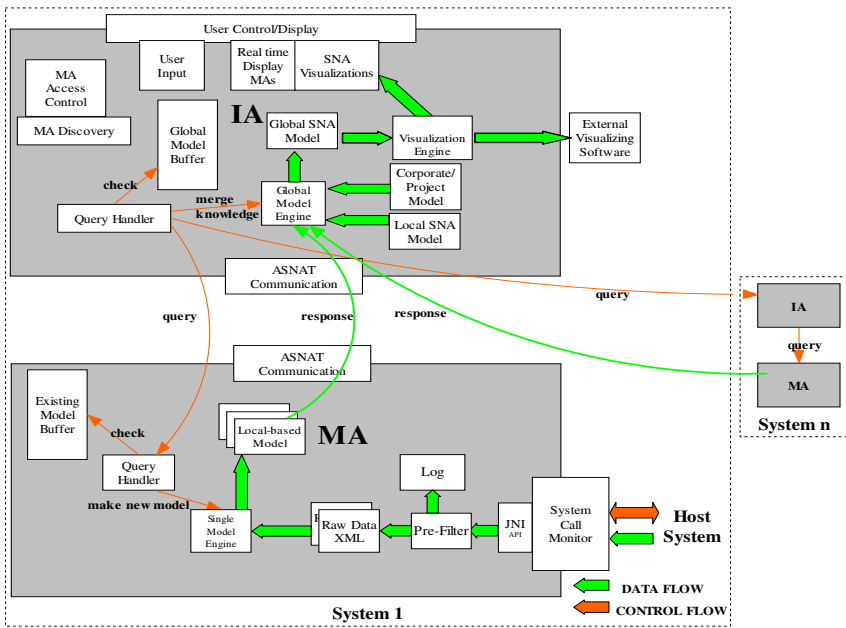 User Control/Display
User
Input
Real time
Display
MAs
SNA
Visualizations
MA
Access
Control
MA Discovery
Global
Model
Buffer
IA
Global SNA
Model
Visualization
Engine
External
Visualizing
Software
check
merge
knowledge
Query Handler
Global
Model
Engine
Corporate/
Project
Model
Local SNA
Model
ASNAT
Communication
query
response
response
query
IA
query
MA
System n
ASNAT
Communication
Existing
Model
Buffer
check
Local-based
Model
MA
Query
Handler
make new model
Log
Single
Model
Engine
Raw Data
XML
Pre-Filter
JNI
API
System
Call
Monitor
Host
System
DATA FLOW
CONTROL FLOW
System 1